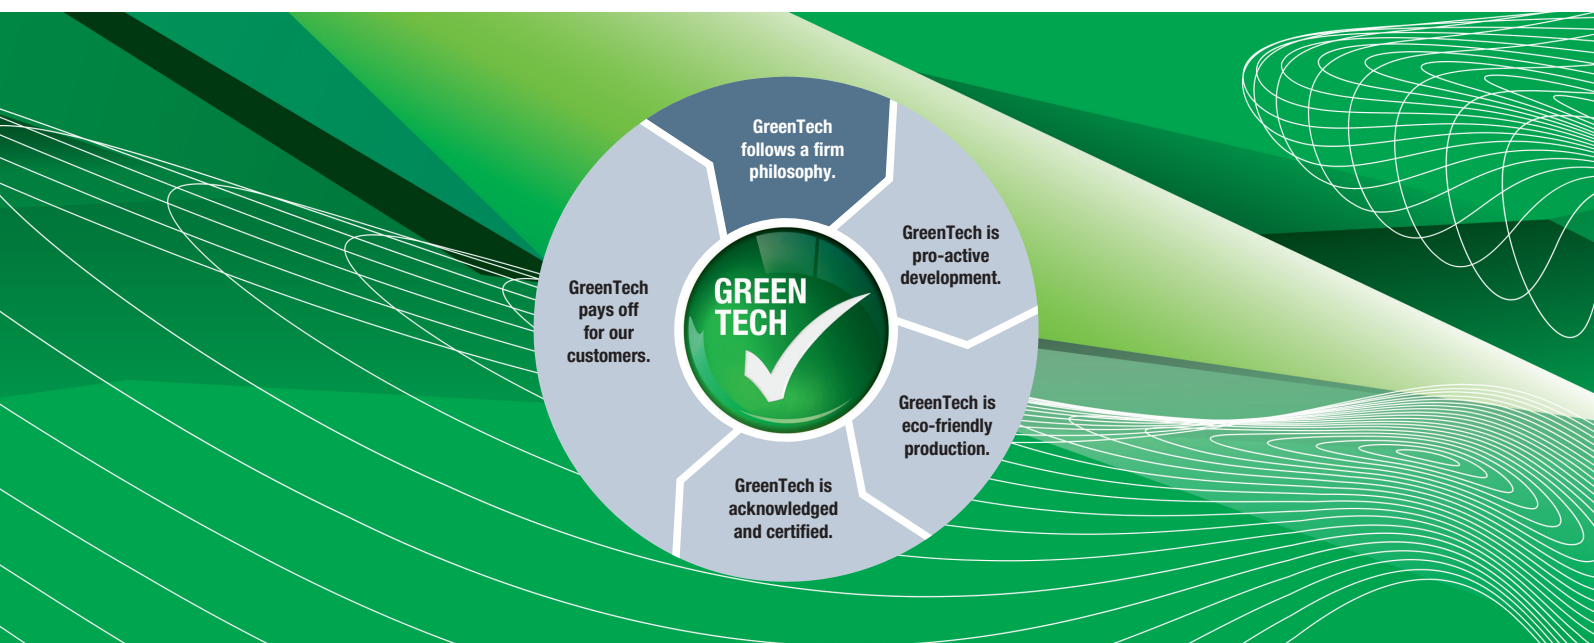 GreenTech
follows a firm
philosophy.
GreenTech is
pro-active
development.
GreenTech is
eco-friendly
production.
GreenTech is
acknowledged
and certified.
GreenTech
pays off
for our
customers.
GREEN
TECH